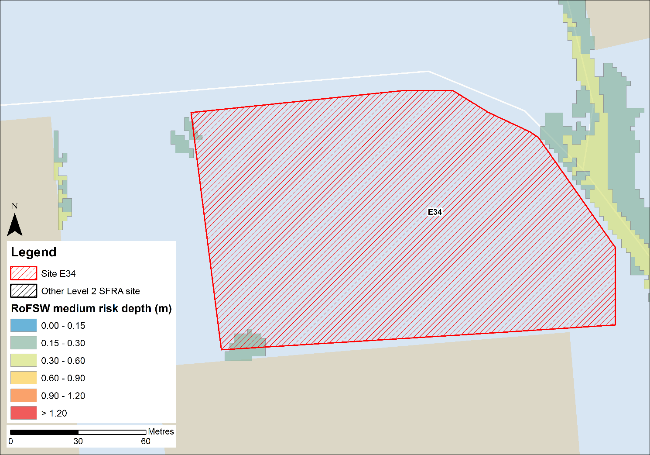 E34
N
Legend
Site E34
Other Level 2 SFRA site
RoFSW medium risk depth (m)
0.00 - 0.15
0.15 - 0.30
0.30 - 0.60
0.60 - 0.90
0.90 - 1.20
> 1.20
Metres
0 30 60